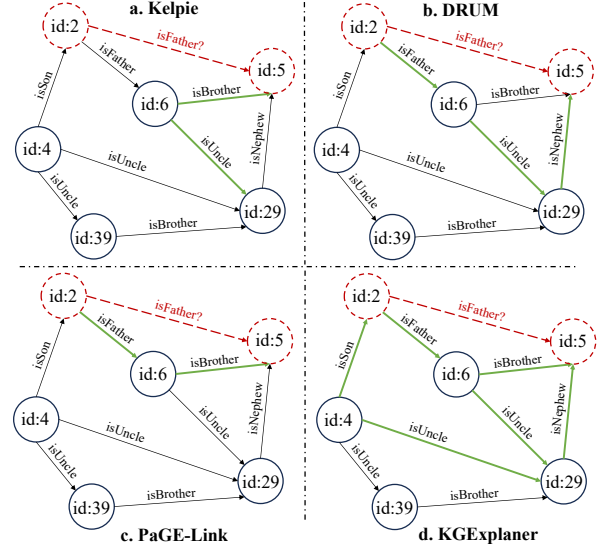 a. Kelpie
id:2
isFather?
isFather
id:5
isSon
isBrother
id:6
isNephew
isUncle
id:4
isUncle
isUncle
id:29
isBrother
id:39
b. DRUM
id:2
isFather?
isFather
id:5
isSon
isBrother
id:6
isNephew
isUncle
id:4
isUncle
isUncle
id:29
isBrother
id:39
id:2
isFather?
isFather
id:5
isSon
isBrother
id:6
isNephew
isUncle
id:4
isUncle
isUncle
id:29
isBrother
id:39
c. PaGE-Link
id:2
isFather?
isFather
id:5
isSon
isBrother
id:6
isNephew
isUncle
id:4
isUncle
isUncle
id:29
isBrother
id:39
d. KGExplaner